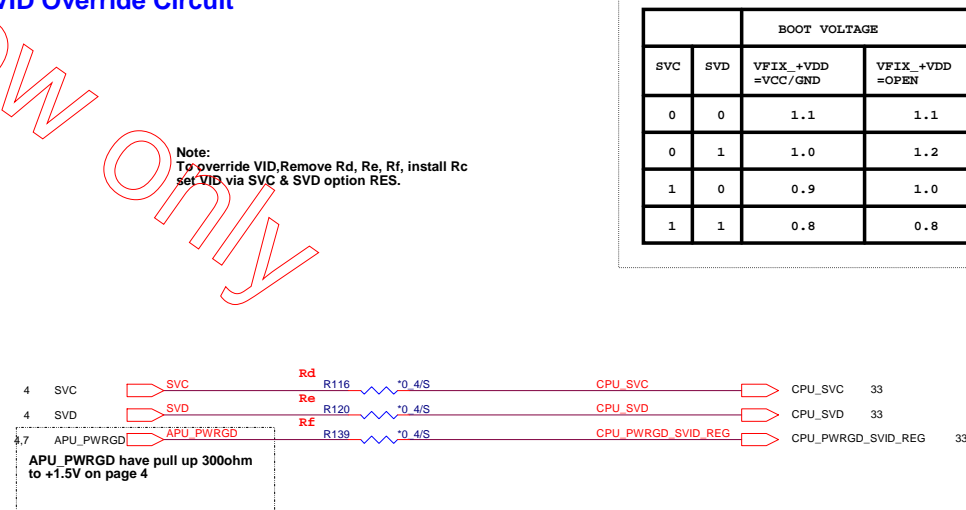 VID Override Circuit
ow only
Note:
To override VID,Remove Rd, Re, Rf, install Rc
set VID via SVC & SVD option RES.
BOOT VOLTAGE
SVC SVD VFIX_+VDD =VCC/GND VFIX_+VDD =OPEN
0 0 1.1 1.1
0 1 1.0 1.2
1 0 0.9 1.0
1 1 0.8 0.8
Rd
4 SVC SVC R116 *0_4/S CPU_SVC CPU_SVC 33
Re
4 SVD SVD R120 *0_4/S CPU_SVD CPU_SVD 33
Rf
4,7 APU_PWRGD APU_PWRGD R139 *0_4/S CPU_PWRGD_SVID_REG CPU_PWRGD_SVID_REG 33
APU_PWRGD have pull up 300ohm
to +1.5V on page 4